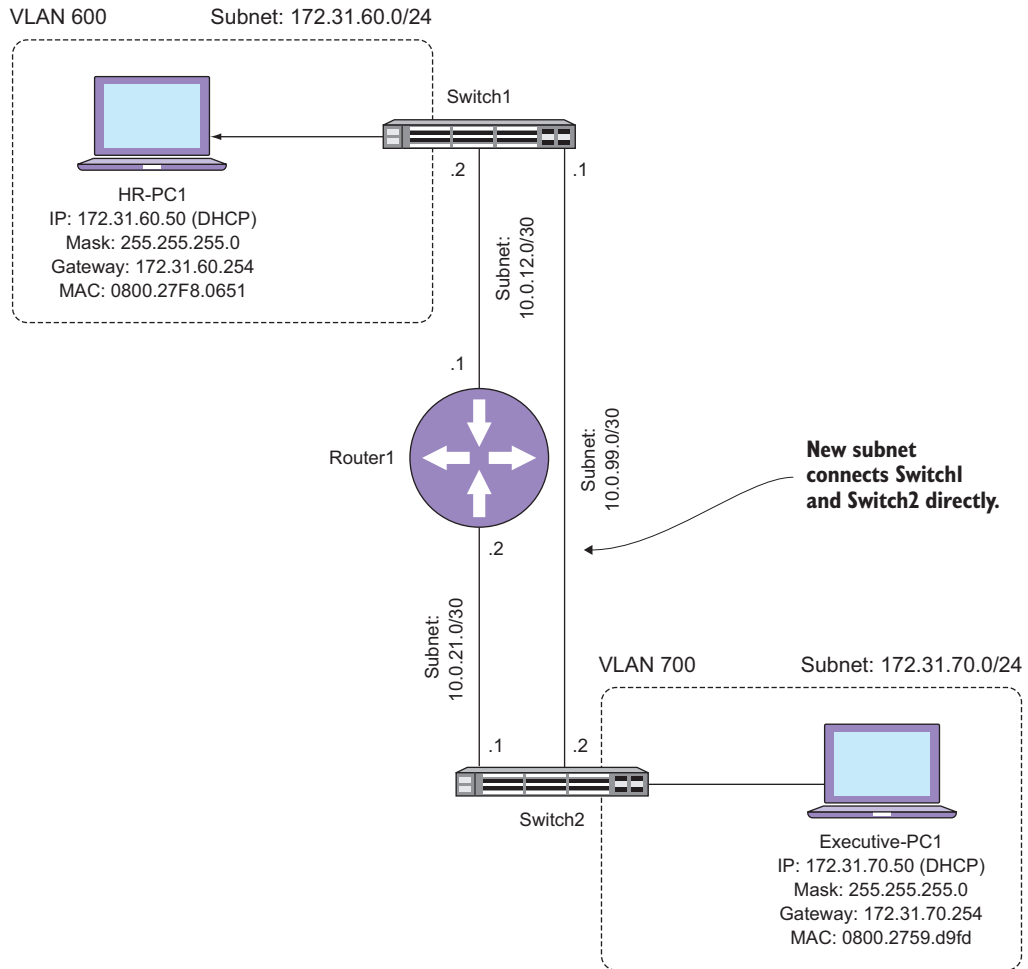 VLAN 600
Subnet: 172.31.60.0/24
Switch1
HR-PC1
IP: 172.31.60.50 (DHCP)
Mask: 255.255.255.0
Gateway: 172.31.60.254
MAC: 0800.27F8.0651
.2
.1
Subnet:
10.0.12.0/30
.1
Router1
Subnet:
10.0.99.0/30
New subnet
connects Switch1
and Switch2 directly.
.2
Subnet:
10.0.21.0/30
VLAN 700
Subnet: 172.31.70.0/24
.1
.2
Switch2
Executive-PC1
IP: 172.31.70.50 (DHCP)
Mask: 255.255.255.0
Gateway: 172.31.70.254
MAC: 0800.2759.d9fd